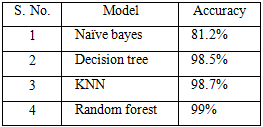 S. No. Model Accuracy
1 Naïve bayes 81.2%
2 Decision tree 98.5%
3 KNN 98.7%
4 Random forest 99%